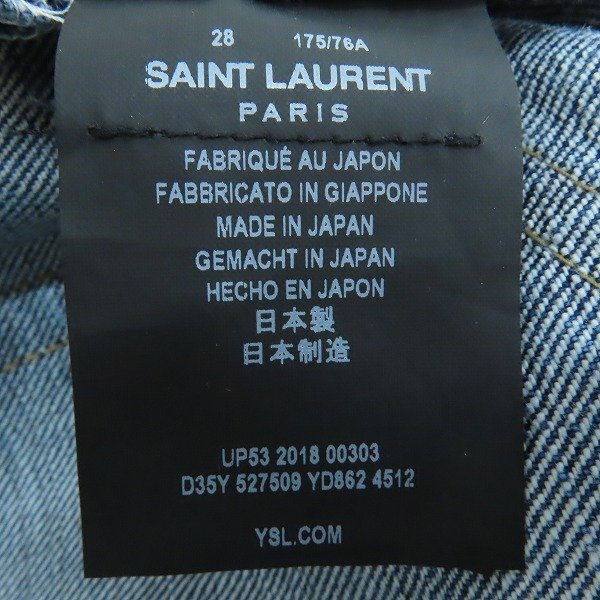 28 175/76A
SAINT LAURENT
PARIS
FABRIQUÉ AU JAPON
FABBRICATO IN GIAPPONE
MADE IN JAPAN
GEMACHT IN JAPAN
HECHO EN JAPON
日本製
日本制造
UP53 2018 00303
D35Y 527509 YD862 4512
YSL.COM